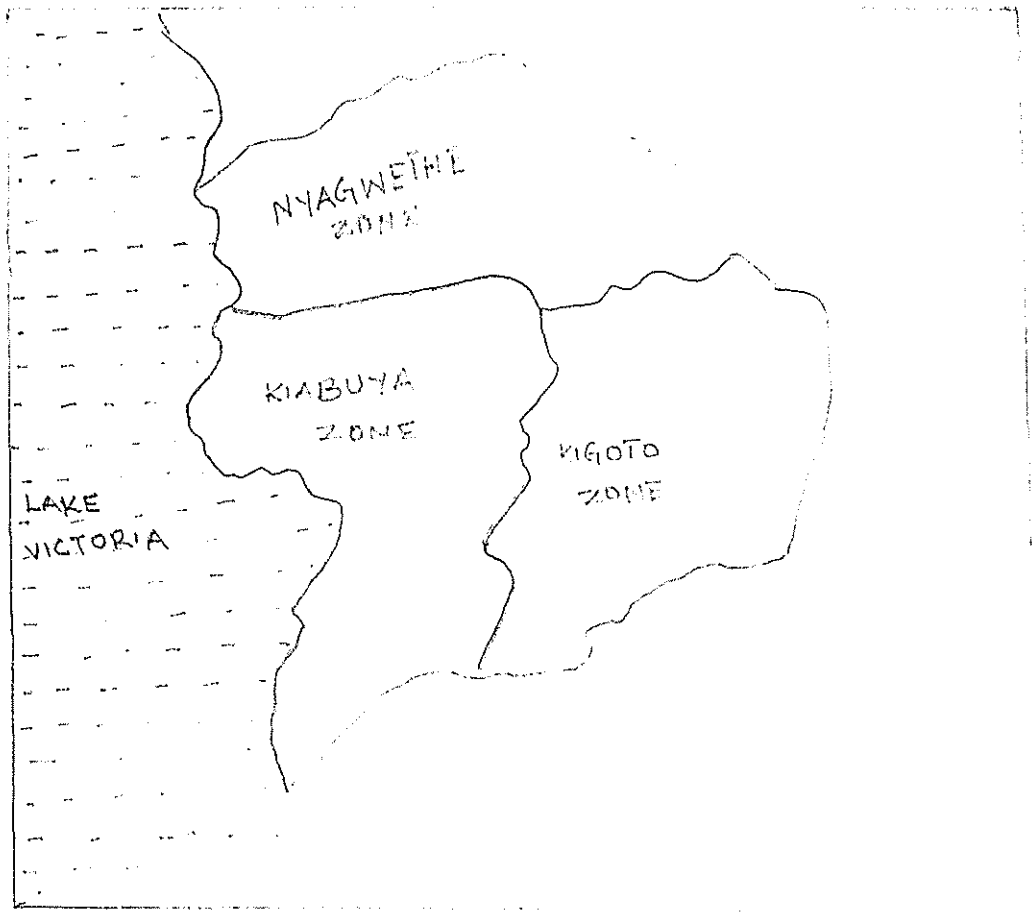 NYAGWETHE
ZONE
KIABUYA
ZONE
KIGOTO
ZONE
LAKE
VICTORIA